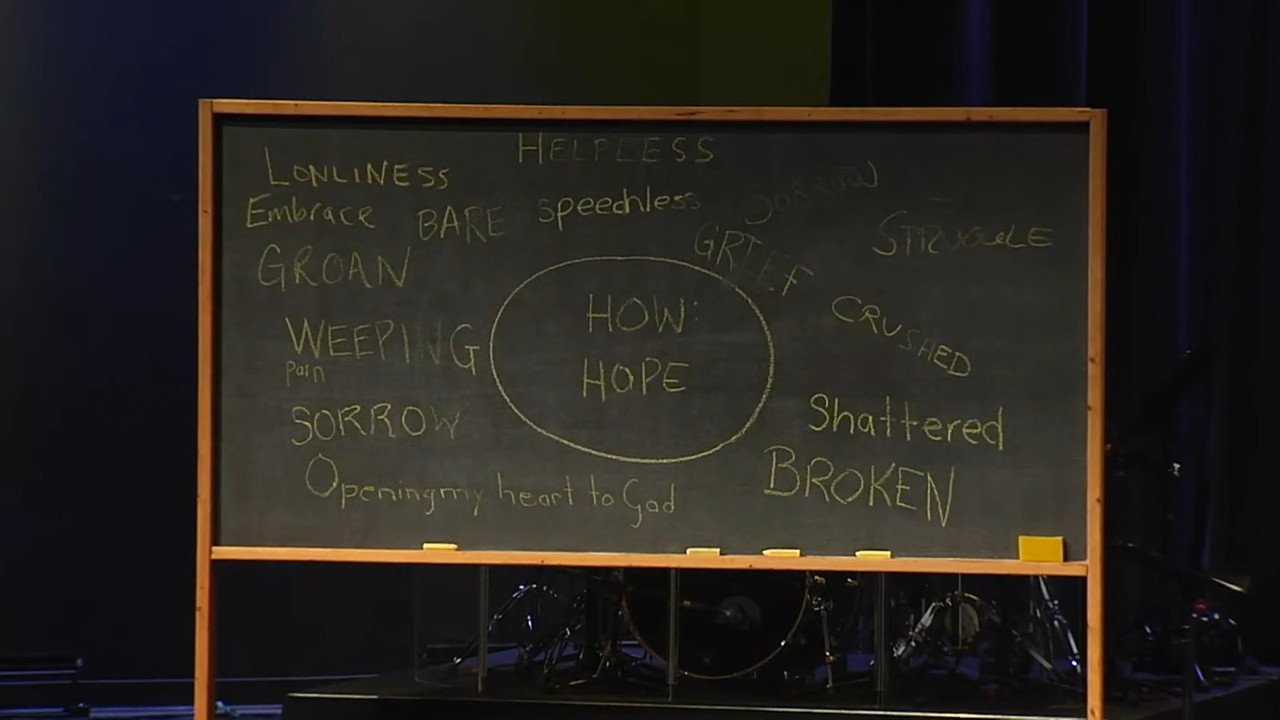 HELPLESS
LONLINESS
Embrace
BARE
speechless
SORROW
STRUGGLE
GRIEF
GROAN
HOW:
HOPE
CRUSHED
WEEPING
pain
SORROW
Shattered
BROKEN
Opening my heart to God